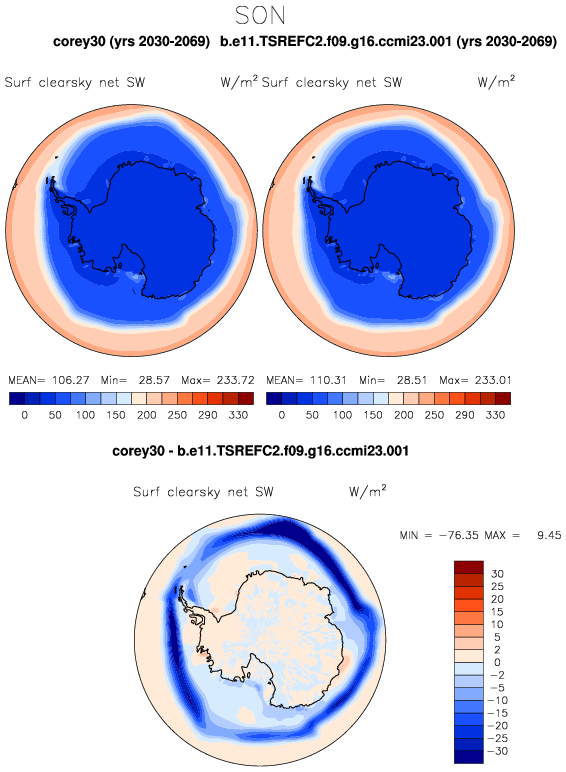 SON
corey30 (yrs 2030-2069) b.e11.TSREFC2.f09.g16.ccmi23.001 (yrs 2030-2069)
Surf clearsky net SW W/m² Surf clearsky net SW W/m²
MEAN= 106.27 Min= 28.57 Max= 233.72 MEAN= 110.31 Min= 28.51 Max= 233.01
0 50 100 150 200 250 290 330 0 50 100 150 200 250 290 330
corey30 - b.e11.TSREFC2.f09.g16.ccmi23.001
Surf clearsky net SW W/m²
MIN = -76.35 MAX = 9.45
30
25
20
15
10
5
2
0
-2
-5
-10
-15
-20
-25
-30